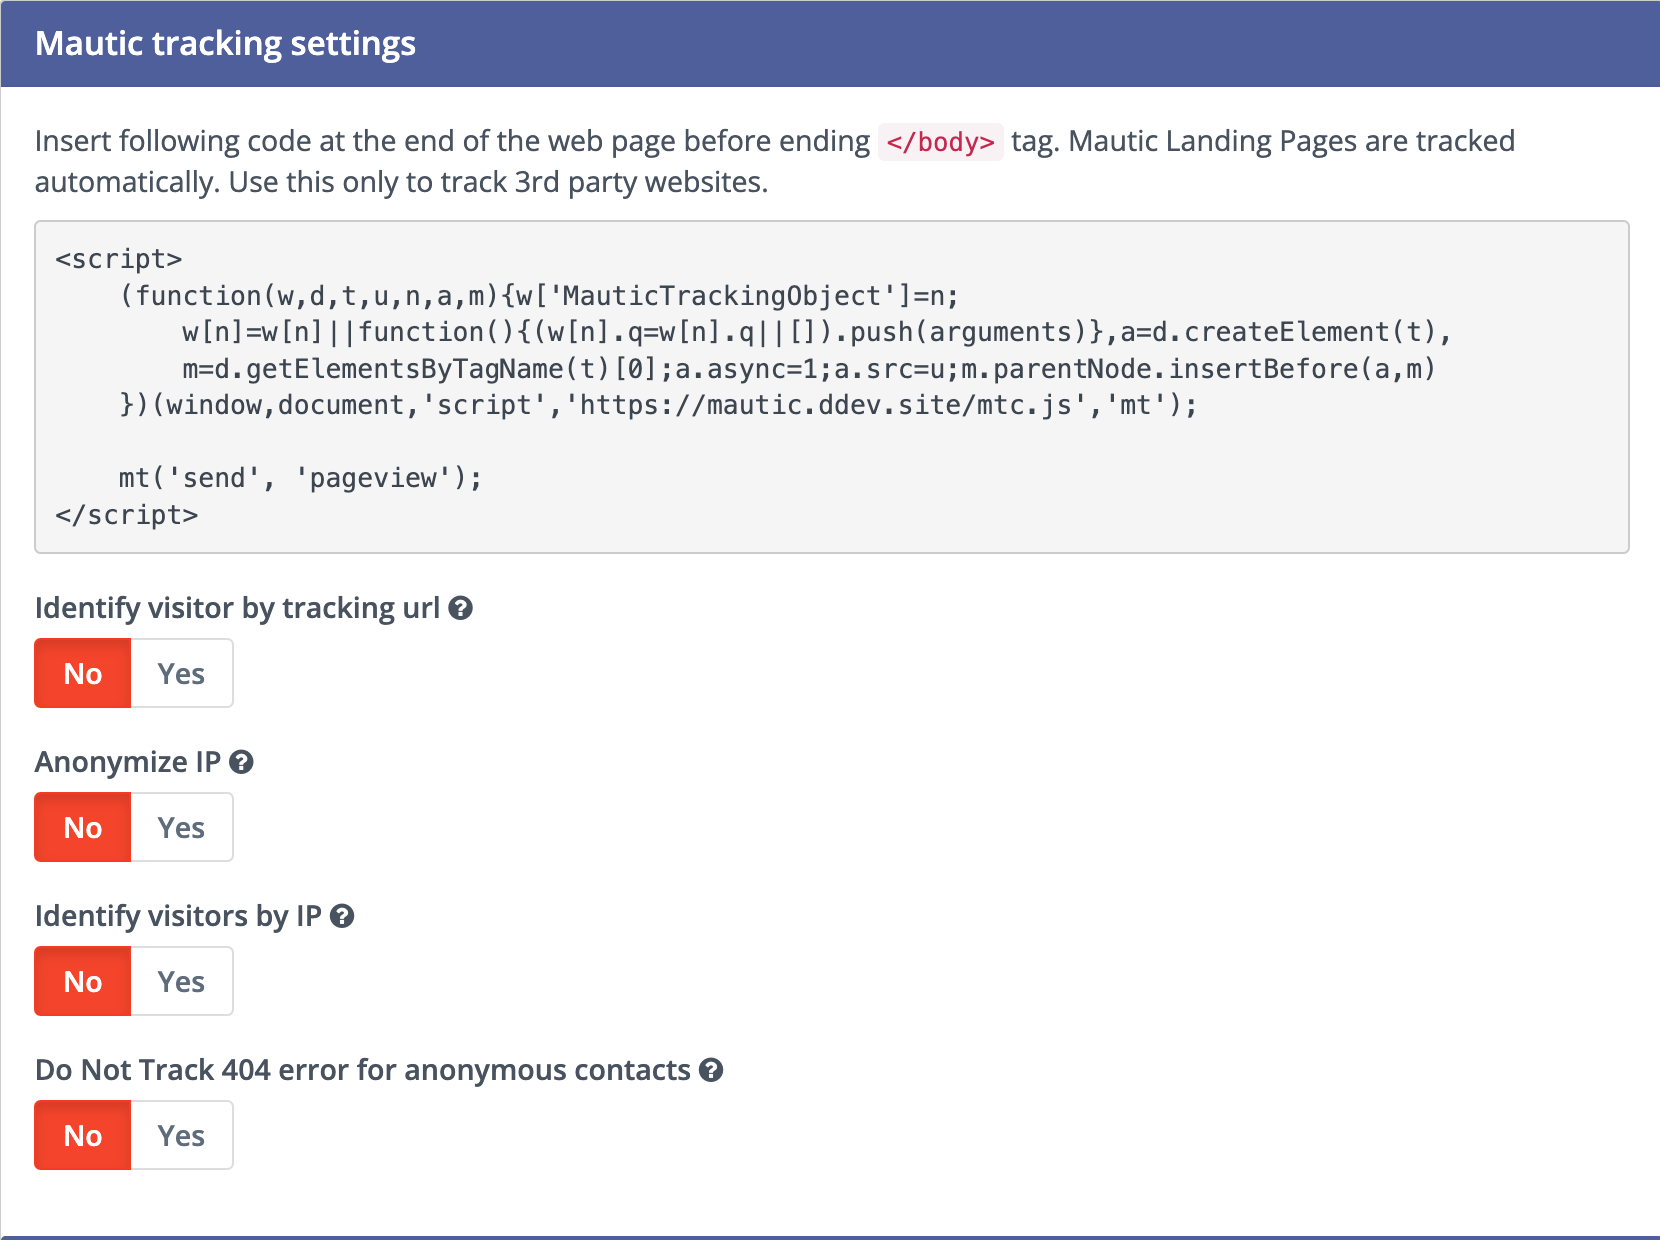 Mautic tracking settings
Insert following code at the end of the web page before ending </body> tag. Mautic Landing Pages are tracked
automatically. Use this only to track 3rd party websites.
<script>
    (function(w,d,t,u,n,a,m){w['MauticTrackingObject']=n;
        w[n]=w[n]||function(){(w[n].q=w[n].q||[]).push(arguments)},a=d.createElement(t),
        m=d.getElementsByTagName(t)[0];a.async=1;a.src=u;m.parentNode.insertBefore(a,m)
    })(window,document,'script','https://mautic.ddev.site/mtc.js','mt');

    mt('send', 'pageview');
</script>
Identify visitor by tracking url ?
No Yes
Anonymize IP ?
No Yes
Identify visitors by IP ?
No Yes
Do Not Track 404 error for anonymous contacts ?
No Yes